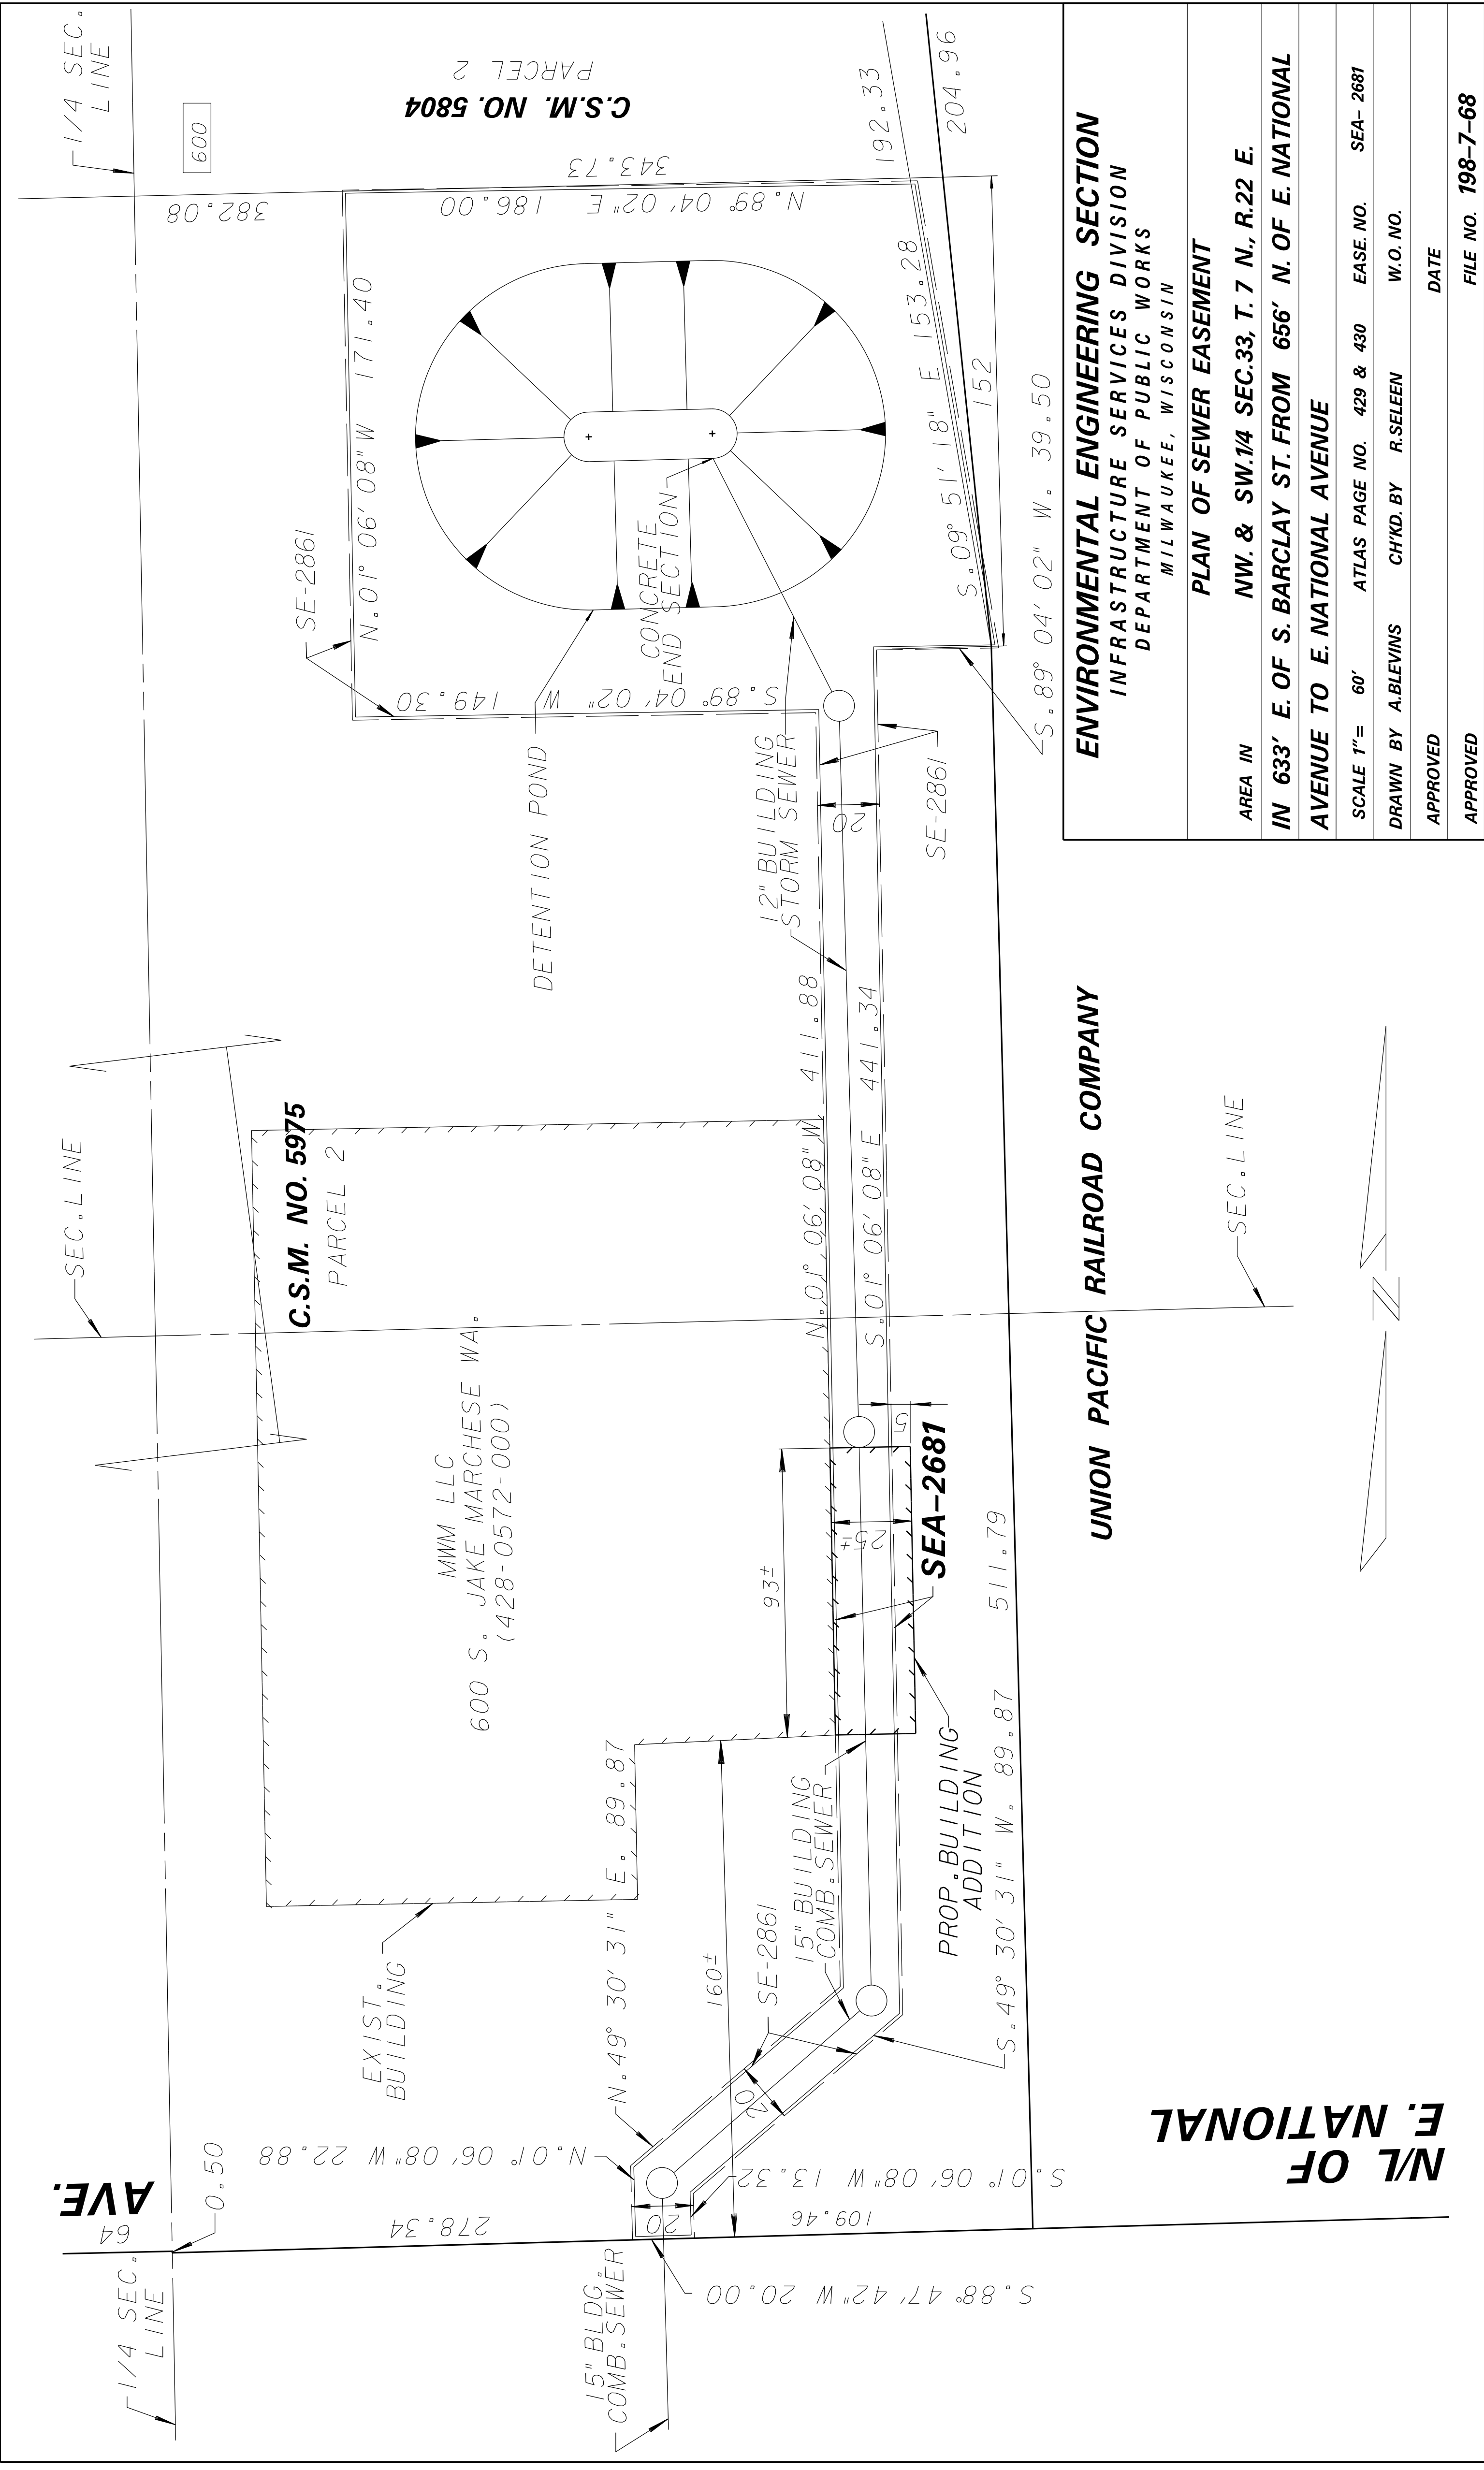 1/4 SEC.
LINE
600
382.08
C.S.M. NO. 5804
PARCEL 2
343.73
N.89° 04' 02" E 186.00
192.33
204.96
SE-2861
N.01° 06' 08"W 171.40
S.89° 04' 02" W 149.30
CONCRETE
END SECTION
S.09° 51' 18" E 153.28
152
S.89° 04' 02" W. 39.50
DETENTION POND
12" BUILDING
STORM SEWER
20
SE-2861
SEC.LINE
C.S.M. NO. 5975
PARCEL 2
N.01° 06' 08"W 411.88
S.01° 06' 08"E 441.34
MWM LLC
600 S. JAKE MARCHESE WA.
(428-0572-000)
UNION PACIFIC RAILROAD COMPANY
SEC.LINE
N
5
93±
25±
SEA-2681
511.79
PROP.BUILDING
ADDITION
EXIST.
BUILDING
N.49° 30' 31" E. 89.87
160±
SE-2861
15" BUILDING
COMB.SEWER
S.49° 30' 31" W. 89.87
20
N.01° 06' 08"W 22.88
S.01° 06' 08"W 13.32
AVE.
64
0.50
278.34
20
109.46
N/L OF
E. NATIONAL
1/4 SEC.
LINE
15" BLDG.
COMB.SEWER
S.88° 47' 42"W 20.00
ENVIRONMENTAL ENGINEERING SECTION
INFRASTRUCTURE SERVICES DIVISION
DEPARTMENT OF PUBLIC WORKS
MILWAUKEE, WISCONSIN
PLAN OF SEWER EASEMENT
AREA IN NW. & SW.1/4 SEC.33, T. 7 N., R.22 E.
IN 633' E. OF S. BARCLAY ST. FROM 656' N. OF E. NATIONAL
AVENUE TO E. NATIONAL AVENUE
SCALE 1"= 60' ATLAS PAGE NO. 429 & 430 EASE. NO. SEA- 2681
DRAWN BY A.BLEVINS CH'KD. BY R.SELEEN W.O. NO.
APPROVED DATE
APPROVED FILE NO. 198-7-68